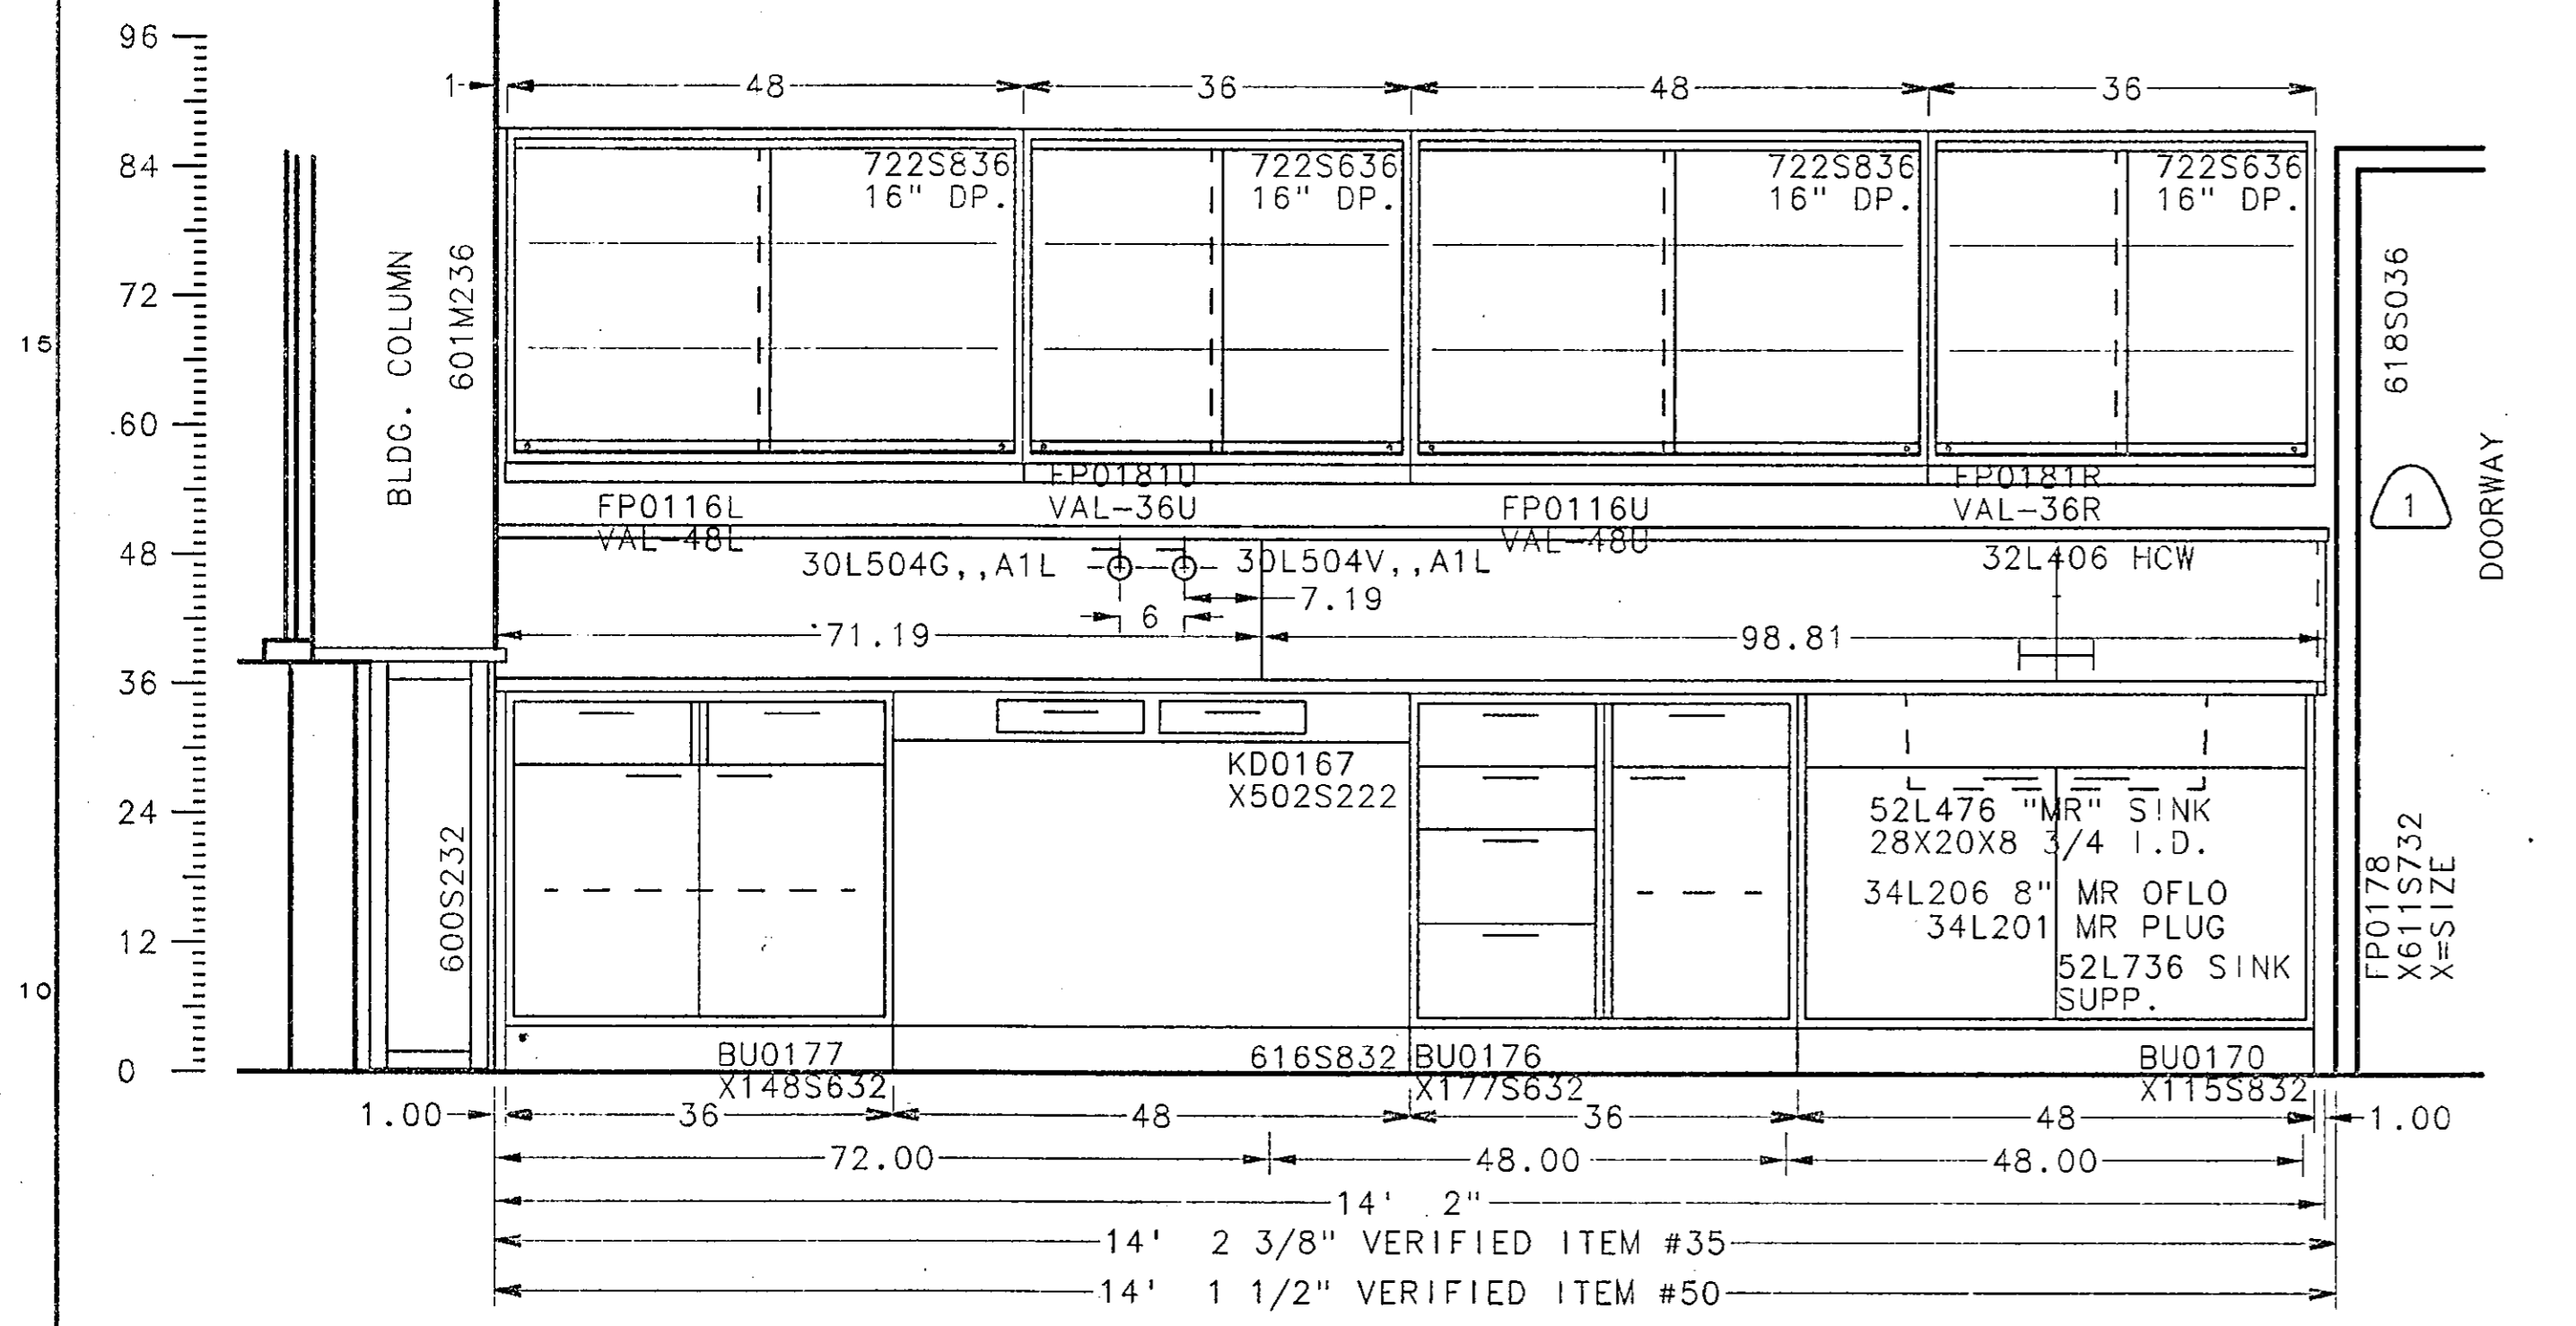 96
1
48
36
48
36
84
722S836
16" DP.
722S636
16" DP.
722S836
16" DP.
722S636
16" DP.
BLDG. COLUMN
601M236
72
15
60
618S036
FP0181U
VAL-36U
FP0181R
VAL-36R
FP0116L
VAL-48L
FP0116U
VAL-48U
1
DOORWAY
48
30L504G,,A1L
30L504V,,A1L
32L406 HCW
7.19
6
71.19
98.81
36
KD0167
X502S222
24
52L476 "MR" SINK
28X20X8 3/4 I.D.
34L206 8" MR OFLO
34L201 MR PLUG
52L736 SINK
SUPP.
600S232
FP0178
X611S732
X=SIZE
12
10
0
BU0177
X148S632
616S832
BU0176
X177S632
BU0170
X115S832
1.00
36
48
36
48
1.00
72.00
48.00
48.00
14' 2"
14' 2 3/8" VERIFIED ITEM #35
14' 1 1/2" VERIFIED ITEM #50